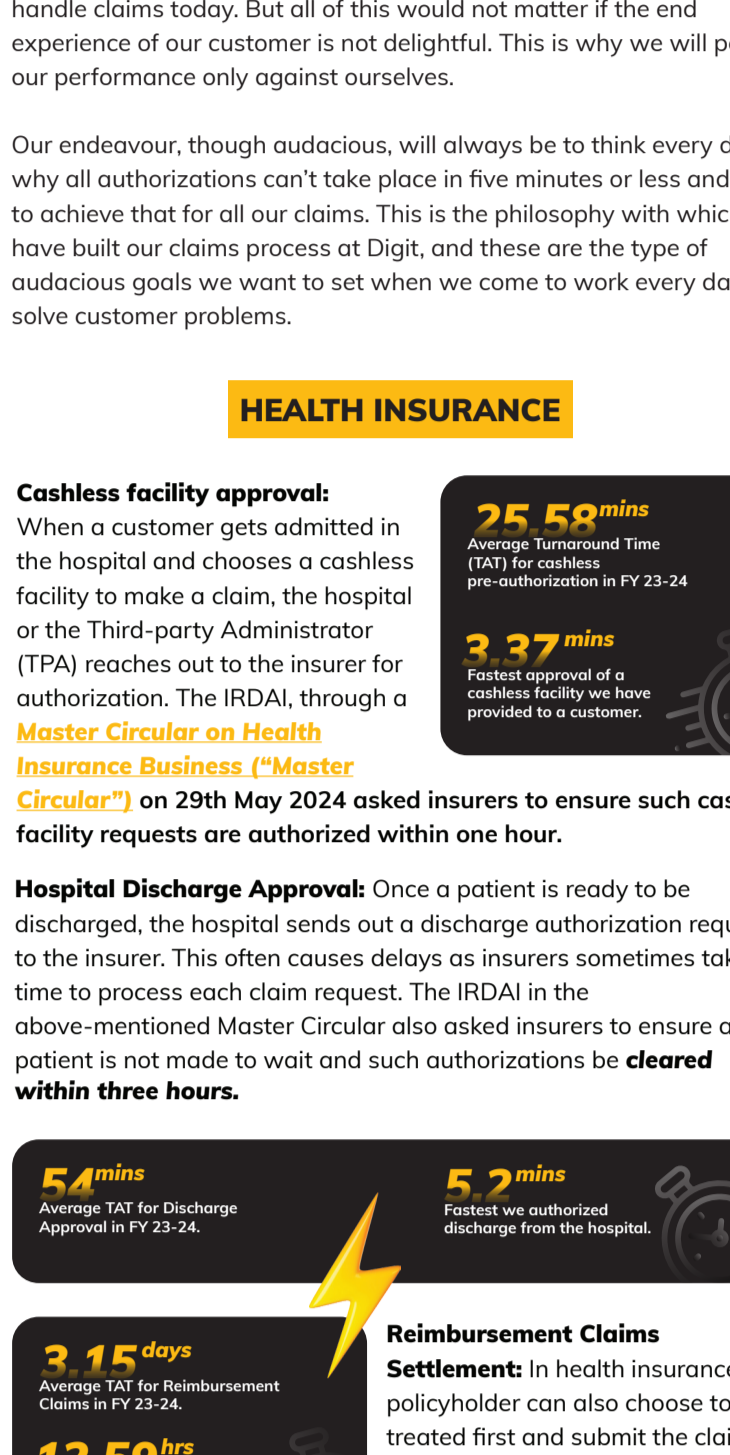 handle claims today. But all of this would not matter if the end
experience of our customer is not delightful. This is why we will
our performance only against ourselves.
Our endeavour, though audacious, will always be to think every
why all authorizations can't take place in five minutes or less and
to achieve that for all our claims. This is the philosophy with
have built our claims process at Digit, and these are the type of
audacious goals we want to set when we come to work every
solve customer problems.
HEALTH INSURANCE
Cashless facility approval:
When a customer gets admitted in
the hospital and chooses a cashless
facility to make a claim, the hospital
or the Third-party Administrator
(TPA) reaches out to the insurer for
authorization. The IRDAI, through a
Master Circular on Health
Insurance Business (“Master
Circular”) on 29th May 2024 asked insurers to ensure such
facility requests are authorized within one hour.
25.58 mins
Average Turnaround Time
(TAT) for cashless
pre-authorization in FY 23-24
3.37 mins
Fastest approval of a
cashless facility we have
provided to a customer.
Hospital Discharge Approval: Once a patient is ready to be
discharged, the hospital sends out a discharge authorization
to the insurer. This often causes delays as insurers sometimes
time to process each claim request. The IRDAI in the
above-mentioned Master Circular also asked insurers to ensure a
patient is not made to wait and such authorizations be cleared
within three hours.
54 mins
Average TAT for Discharge
Approval in FY 23-24.
5.2 mins
Fastest we authorized
discharge from the hospital.
3.15 days
Average TAT for Reimbursement
Claims in FY 23-24.
hrs
Reimbursement Claims
Settlement: In health insurance
policyholder can also choose to
treated first and submit the